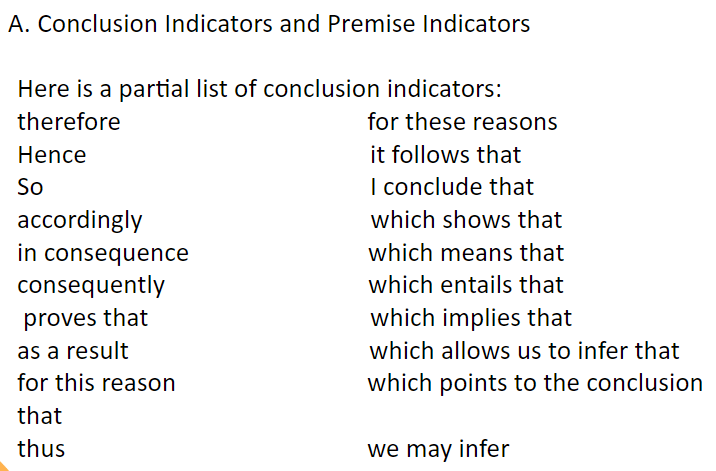 A. Conclusion Indicators and Premise Indicators
Here is a partial list of conclusion indicators:
therefore for these reasons
Hence it follows that
So I conclude that
accordingly which shows that
in consequence which means that
consequently which entails that
proves that which implies that
as a result which allows us to infer that
for this reason which points to the conclusion
that
thus we may infer